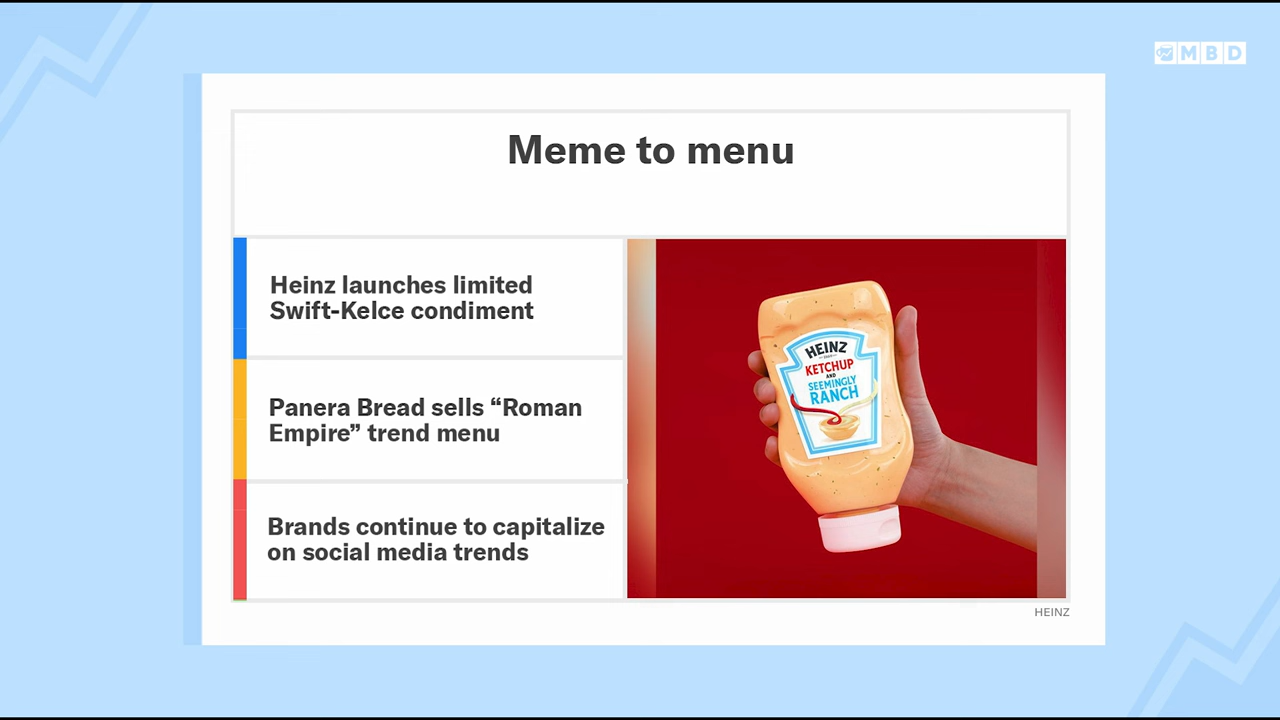 MBD
Meme to menu
Heinz launches limited
Swift-Kelce condiment
Panera Bread sells “Roman
Empire” trend menu
Brands continue to capitalize
on social media trends
HEINZ
KETCHUP
AND
SEEMINGLY
RANCH
HEINZ